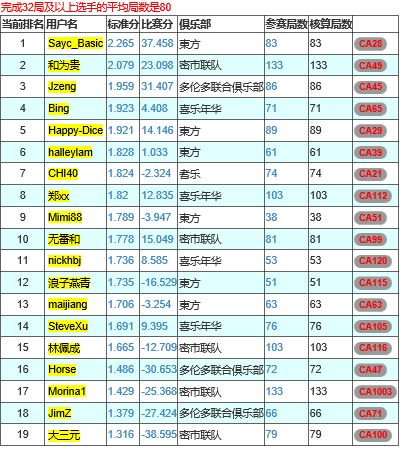 完成32局及以上选手的平均局数是80
当前排名 用户名 标准分 比赛分 俱乐部 参赛局数 核算局数
1 Sayc_Basic 2.265 37.458 東方 83 83 CA28
2 和为贵 2.079 23.098 密市联队 133 133 CA49
3 Jzeng 1.959 31.407 多伦多联合俱乐部 86 86 CA45
4 Bing 1.923 4.408 喜乐年华 71 71 CA65
5 Happy-Dice 1.921 14.146 東方 89 89 CA29
6 halleylam 1.828 1.033 東方 61 61 CA39
7 CHI40 1.824 -2.324 耆乐 74 74 CA21
8 郑xx 1.82 12.835 喜乐年华 103 103 CA112
9 Mimi88 1.789 -3.947 東方 38 38 CA51
10 无番和 1.778 15.049 密市联队 81 81 CA99
11 nickhbj 1.736 8.585 喜乐年华 53 53 CA120
12 浪子燕青 1.735 -16.529 東方 51 51 CA115
13 maijiang 1.706 -3.254 東方 63 63 CA63
14 SteveXu 1.691 9.395 喜乐年华 76 76 CA105
15 林佩成 1.665 -12.709 密市联队 103 103 CA116
16 Horse 1.486 -30.653 多伦多联合俱乐部 72 72 CA47
17 Morina1 1.429 -25.368 密市联队 133 133 CA1003
18 JimZ 1.379 -27.424 多伦多联合俱乐部 66 66 CA71
19 大三元 1.316 -38.595 密市联队 79 79 CA100